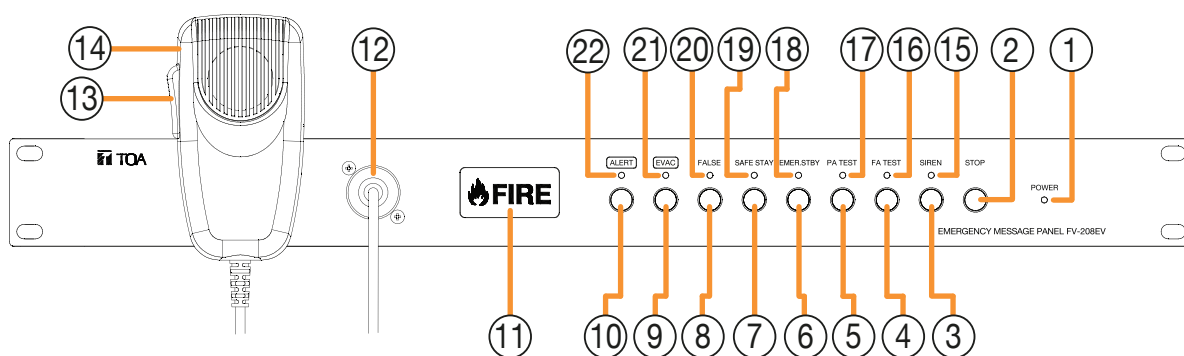 14 12 22 21 20 19 18 17 16 15 2 1
13
TOA
ALERT EVAC FALSE SAFE STAY EMER.STBY PA TEST FA TEST SIREN STOP
POWER
FIRE
EMERGENCY MESSAGE PANEL FV-208EV
11 10 9 8 7 6 5 4 3